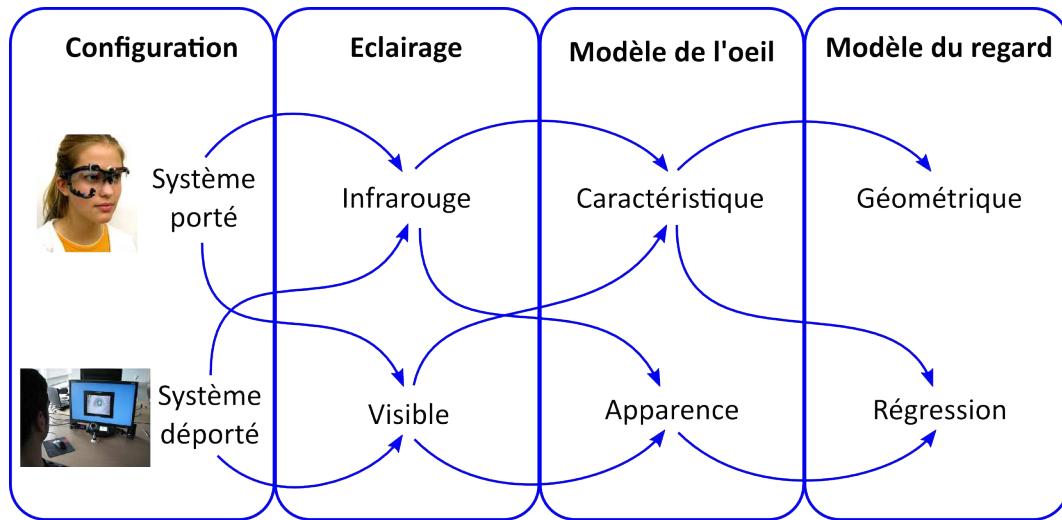 Configuration
Eclairage
Modèle de l'oeil
Modèle du regard
Système
porté
Infrarouge
Caractéristique
Géométrique
Système
déporté
Visible
Apparence
Régression